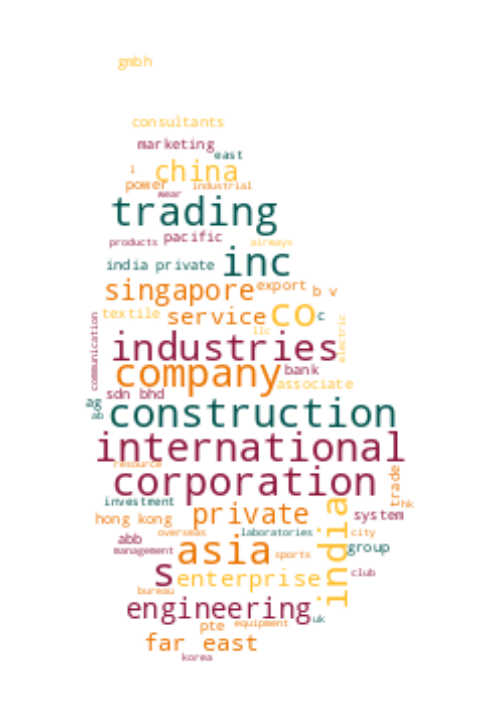 gmbh
consultants
marketing
east
china
1
power industrial
wear
trading
products pacific airways
india private inc
singapore export b v
textile service co c
llc
communication
electric
industries
company bank
associate
sdn bhd
ag
construction
international
resource
corporation
trade
hk
investment
hong kong private india system
overseas laboratories city
abb asia group
management sports
s enterprise club
bureau
engineering uk
pte equipment
far east
korea